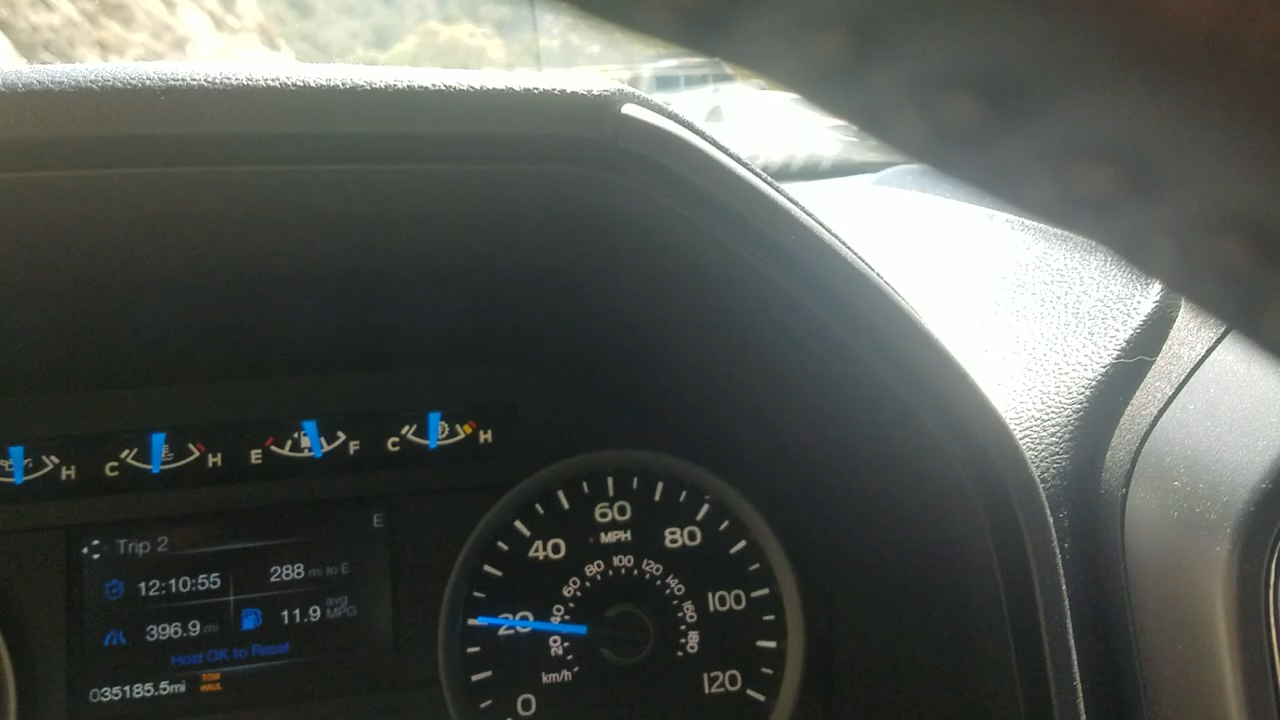 H
C H
E F
C H
E
Trip 2
12:10:55
288 mi to E
396.9 mi
11.9 avg MPG
Hold OK to Reset
035185.5mi
TOW
HAUL
0
20
40
60
80
100
120
MPH
20
40
60
80
100
120
140
160
180
km/h